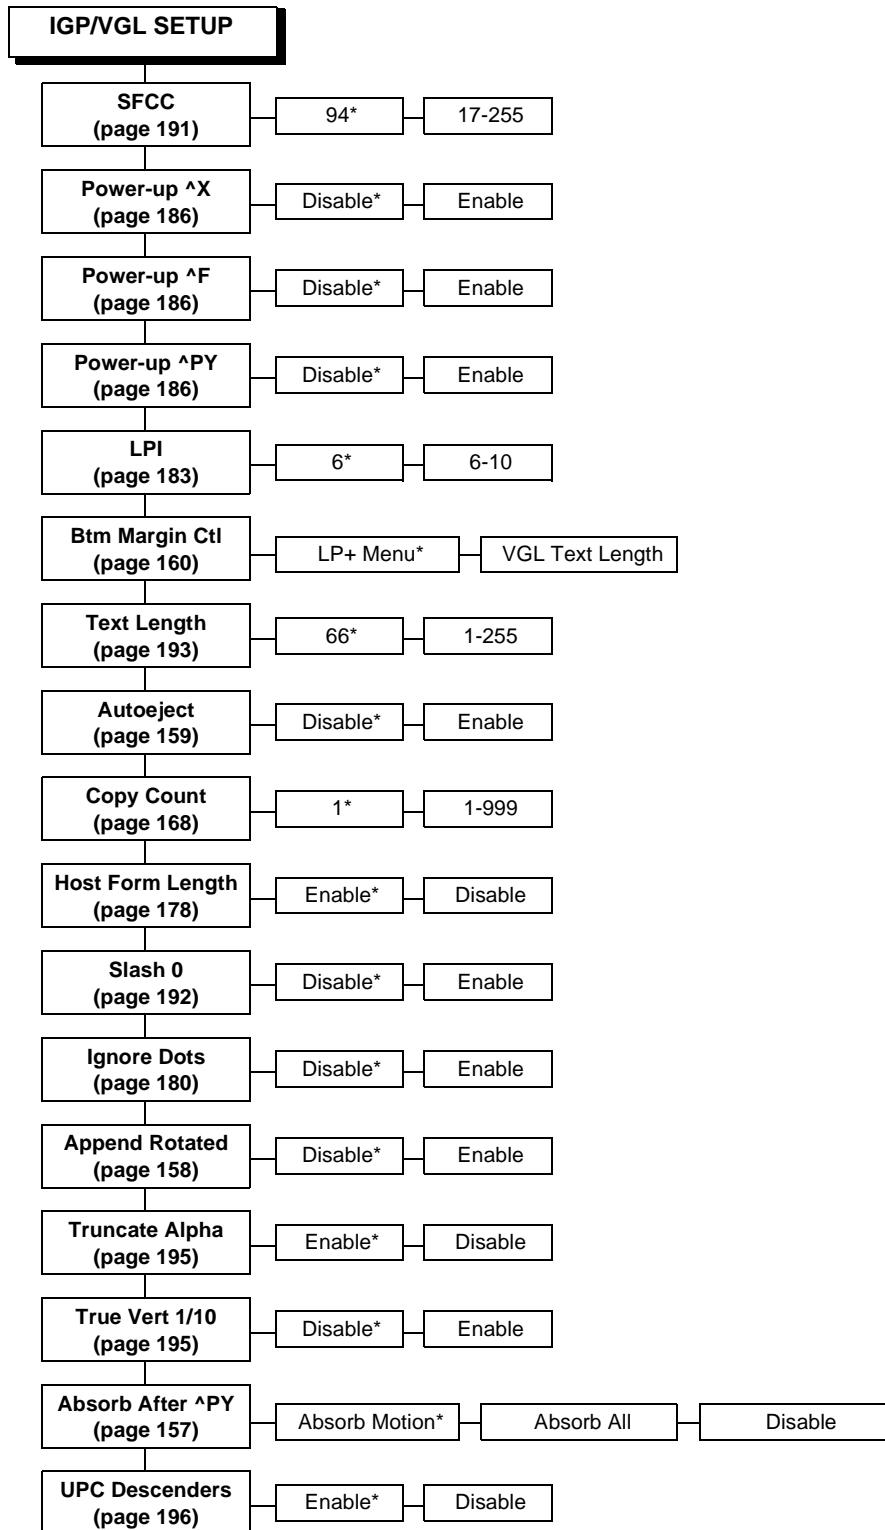 IGP/VGL SETUP
SFCC
(page 191)
94*
17-255
Power-up ^X
(page 186)
Disable*
Enable
Power-up ^F
(page 186)
Disable*
Enable
Power-up ^PY
(page 186)
Disable*
Enable
LPI
(page 183)
6*
6-10
Btm Margin Ctl
(page 160)
LP+ Menu*
VGL Text Length
Text Length
(page 193)
66*
1-255
Autoeject
(page 159)
Disable*
Enable
Copy Count
(page 168)
1*
1-999
Host Form Length
(page 178)
Enable*
Disable
Slash 0
(page 192)
Disable*
Enable
Ignore Dots
(page 180)
Disable*
Enable
Append Rotated
(page 158)
Disable*
Enable
Truncate Alpha
(page 195)
Enable*
Disable
True Vert 1/10
(page 195)
Disable*
Enable
Absorb After ^PY
(page 157)
Absorb Motion*
Absorb All
Disable
UPC Descenders
(page 196)
Enable*
Disable